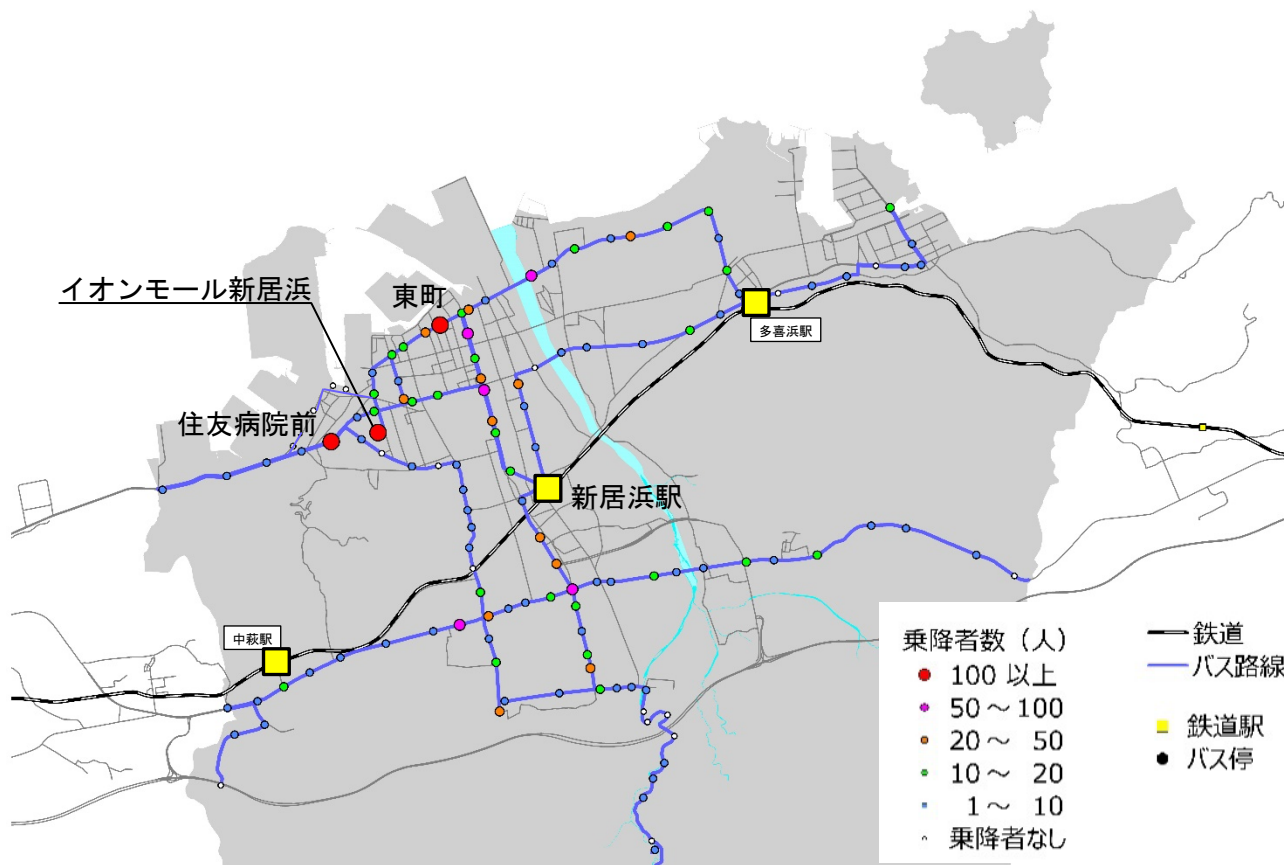 イオンモール新居浜
東町
多喜浜駅
住友病院前
新居浜駅
中萩駅
乗降者数（人）
100 以上
50 ～ 100
20 ～ 50
10 ～ 20
1 ～ 10
乗降者なし
鉄道
バス路線
鉄道駅
バス停